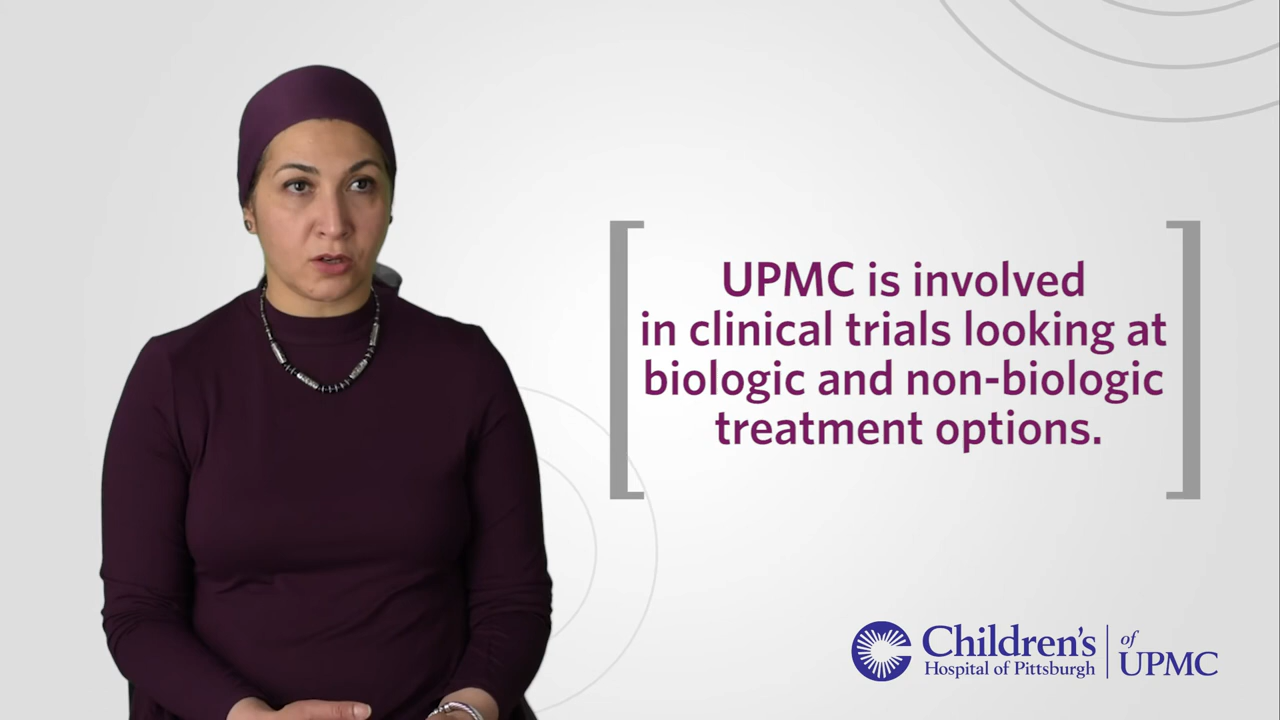 UPMC is involved
in clinical trials looking at
biologic and non-biologic
treatment options.
Children's
Hospital of Pittsburgh
of
UPMC